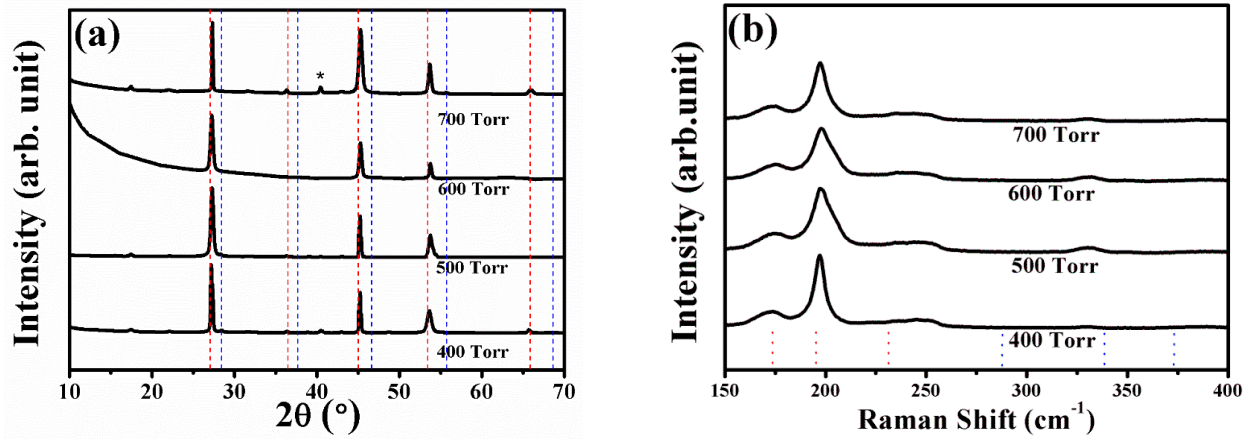 (a)
Intensity (arb. unit)
*
700 Torr
600 Torr
500 Torr
400 Torr
10 20 30 40 50 60 70
2θ (°)
(b)
Intensity (arb.unit)
700 Torr
600 Torr
500 Torr
400 Torr
150 200 250 300 350 400
Raman Shift (cm⁻¹)